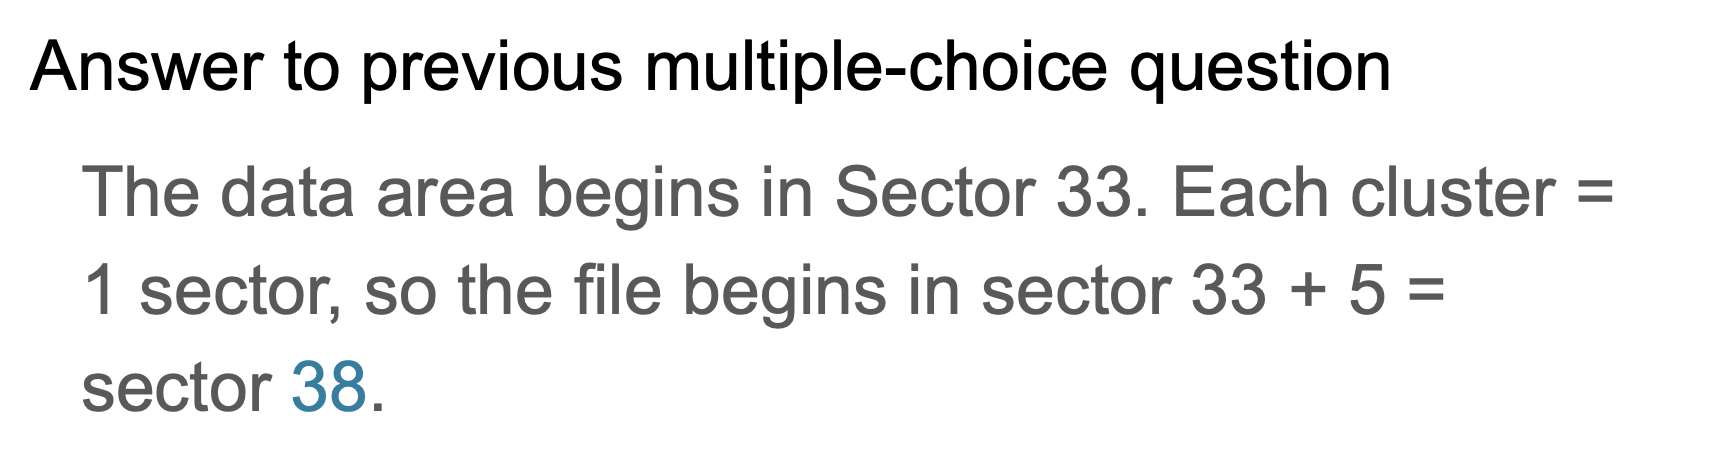 Answer to previous multiple-choice question
The data area begins in Sector 33. Each cluster =
1 sector, so the file begins in sector 33 + 5 =
sector 38.